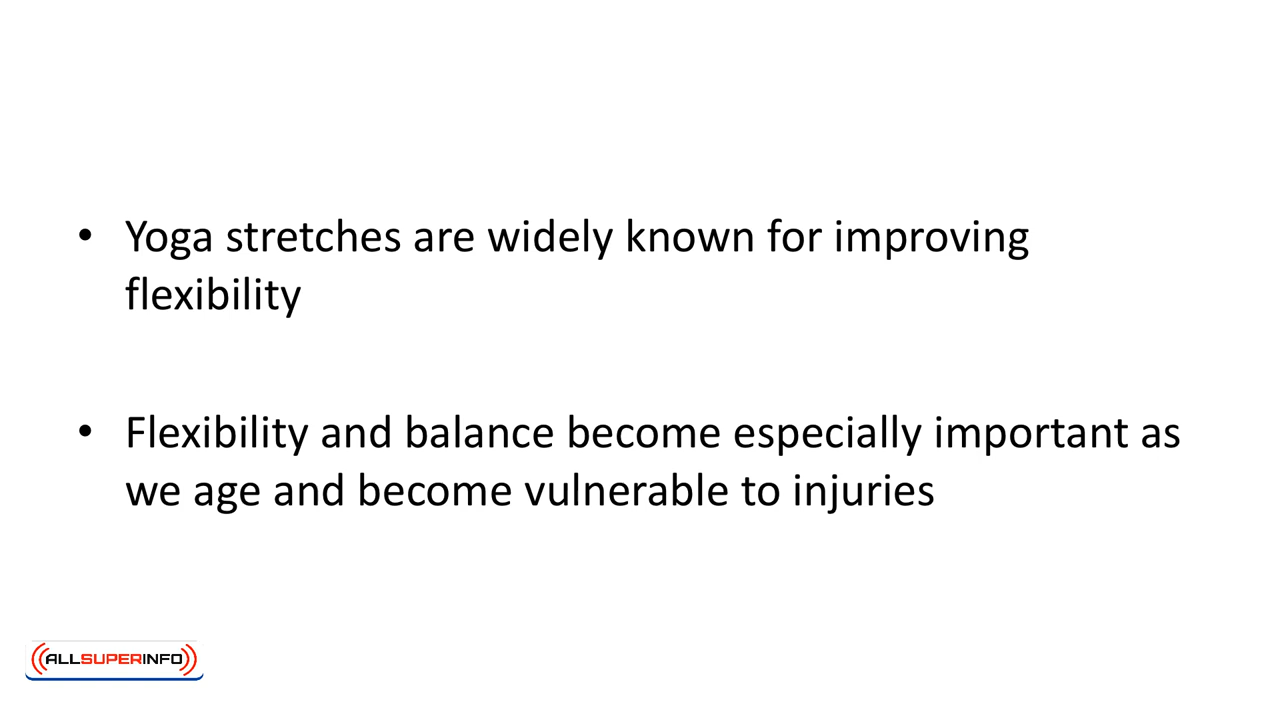 • Yoga stretches are widely known for improving
flexibility
• Flexibility and balance become especially important as
we age and become vulnerable to injuries
ALLSUPERINFO